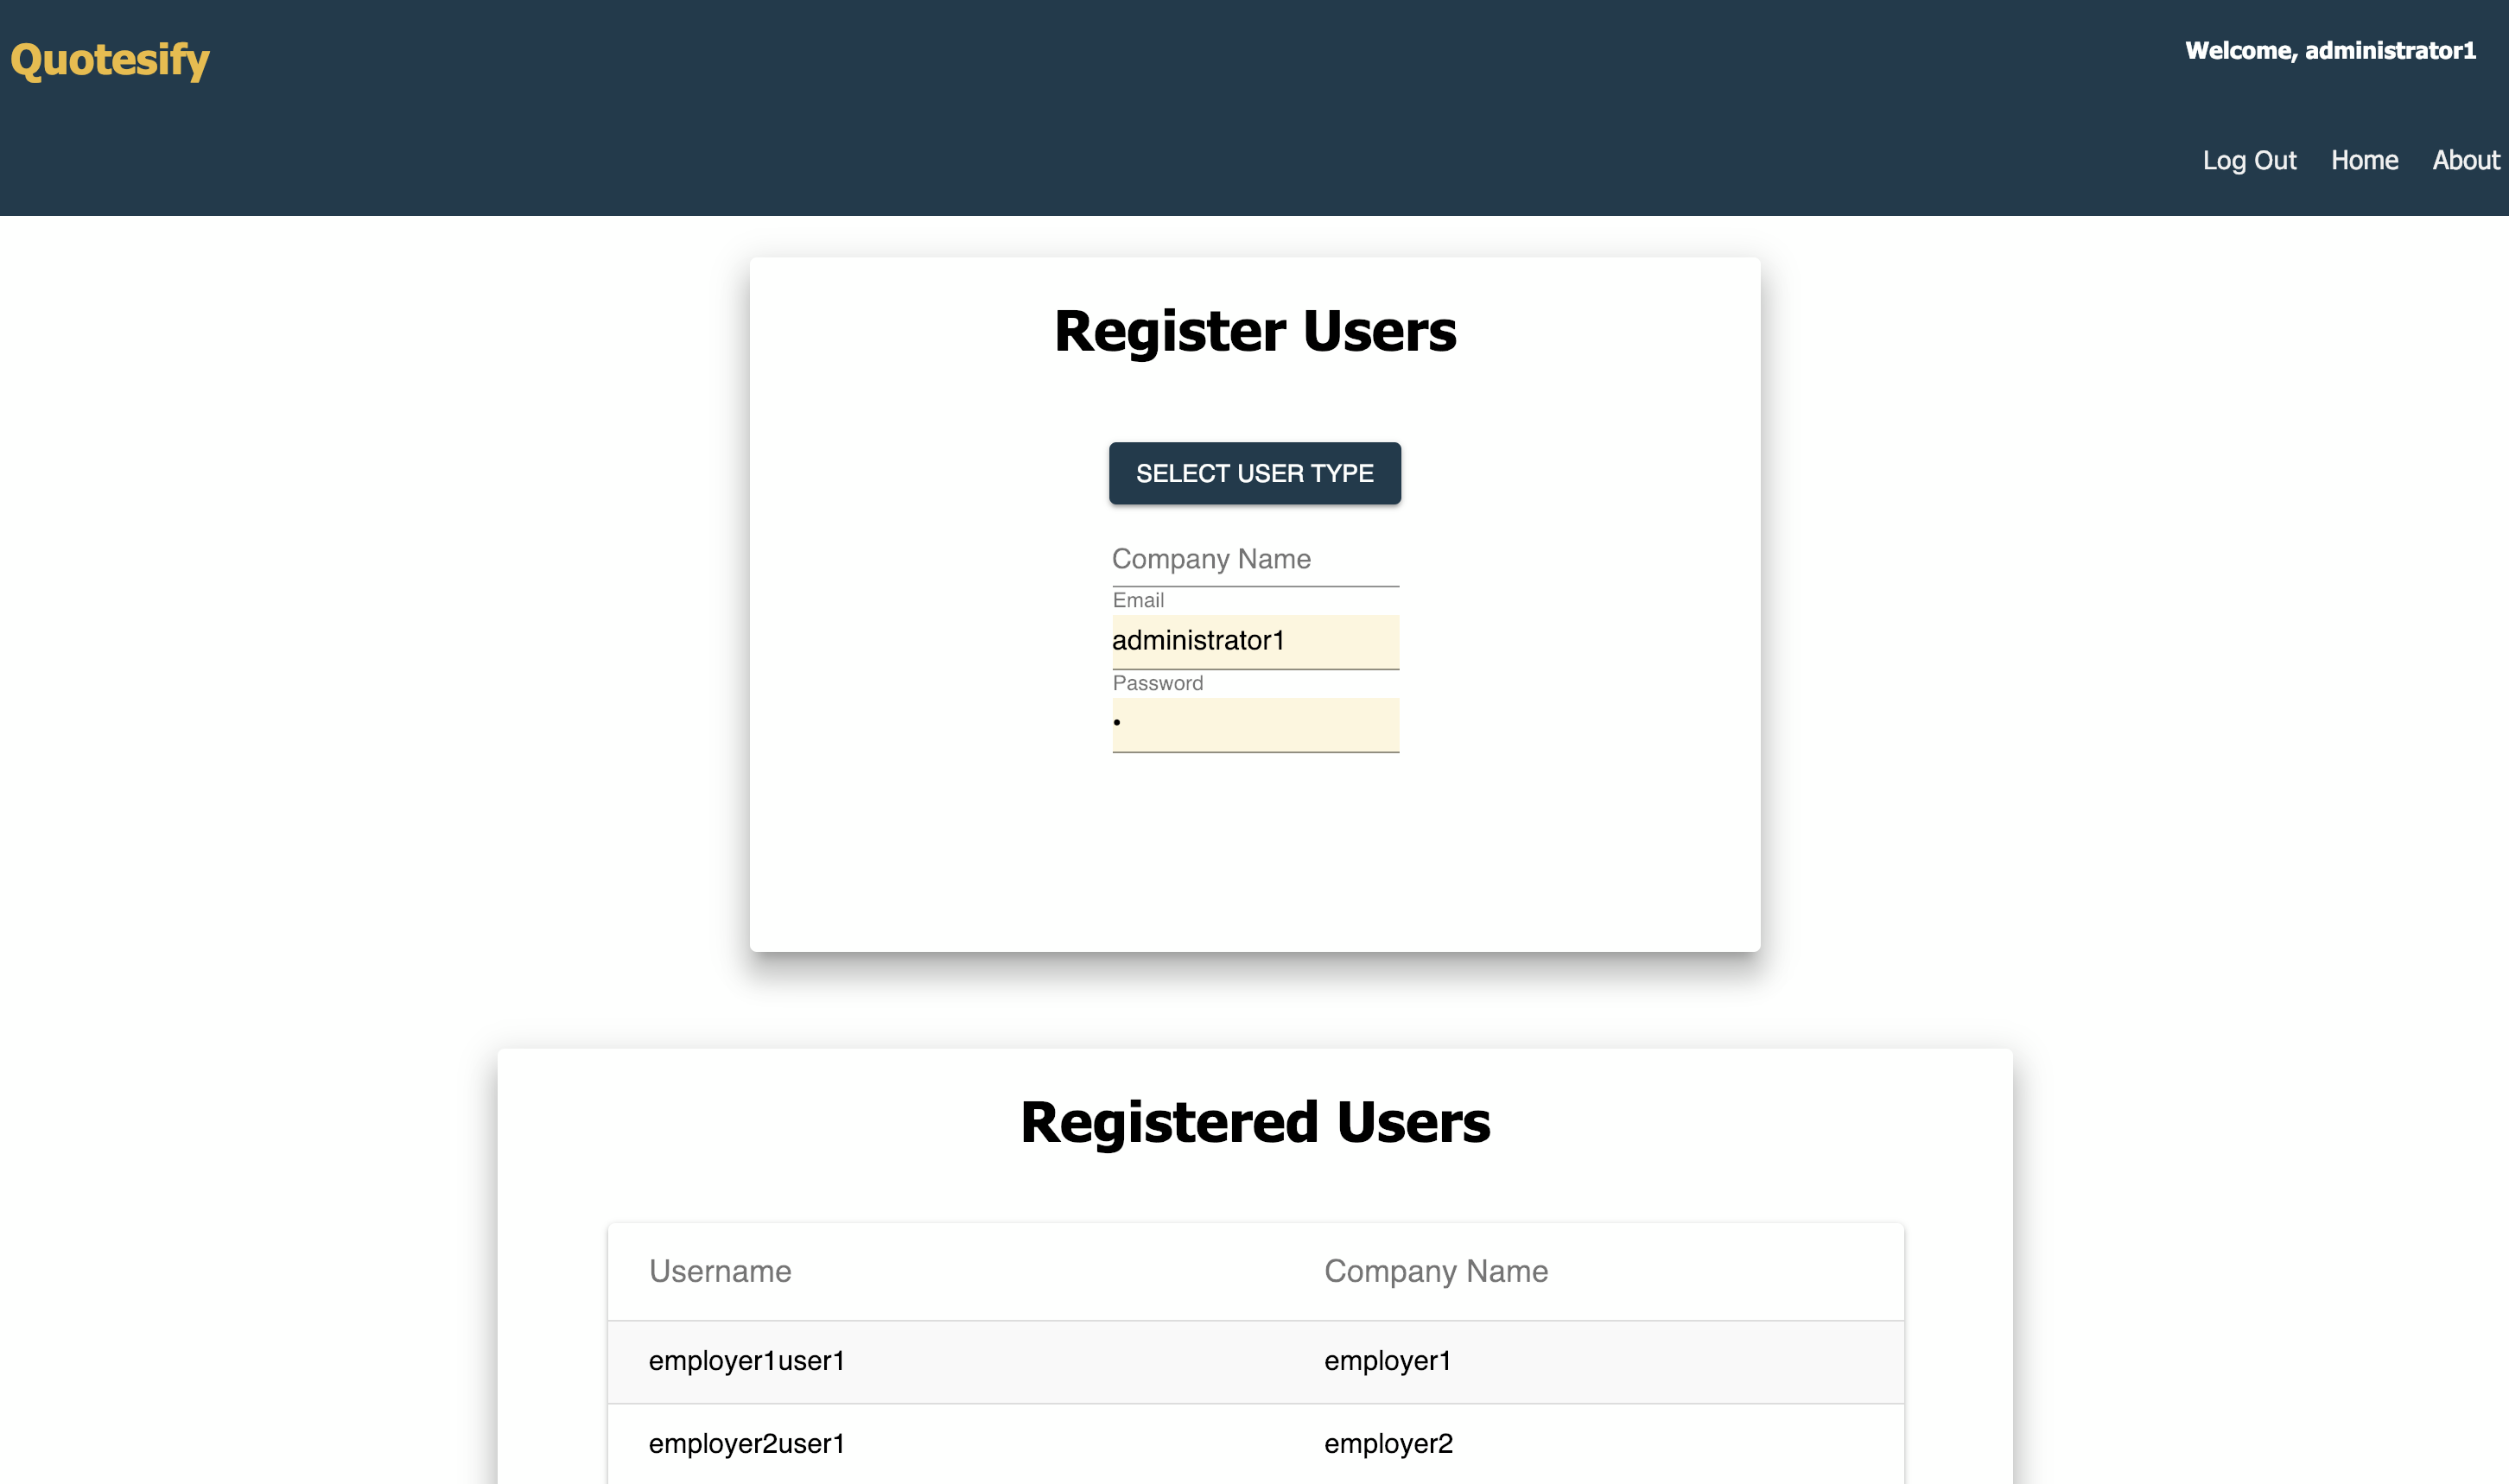 Quotesify
Welcome, administrator1
Log Out Home About
Register Users
SELECT USER TYPE
Company Name
Email
administrator1
Password
•
Registered Users
Username Company Name
employer1user1 employer1
employer2user1 employer2